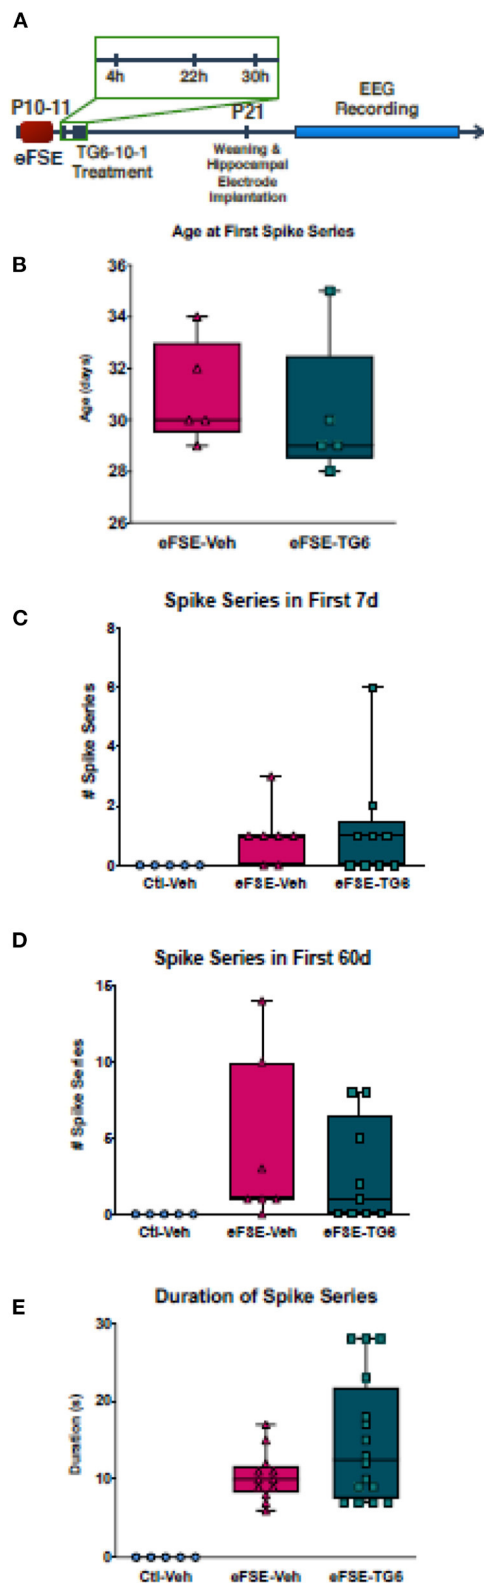 A
4h 22h 30h
P10-11 P21 EEG
Recording
eFSE TG6-10-1
Treatment
Weaning &
Hippocampal
Electrode
Implantation
Age at First Spike Series
B
36
34
32
30
28
26
Age (days)
eFSE-Veh eFSE-TG6
Spike Series in First 7d
C
8
6
4
2
0
# Spike Series
Ctl-Veh eFSE-Veh eFSE-TG6
D
Spike Series in First 60d
15
10
5
0
# Spike Series
Ctl-Veh eFSE-Veh eFSE-TG6
E
Duration of Spike Series
30
20
10
0
Duration (s)
Ctl-Veh eFSE-Veh eFSE-TG6